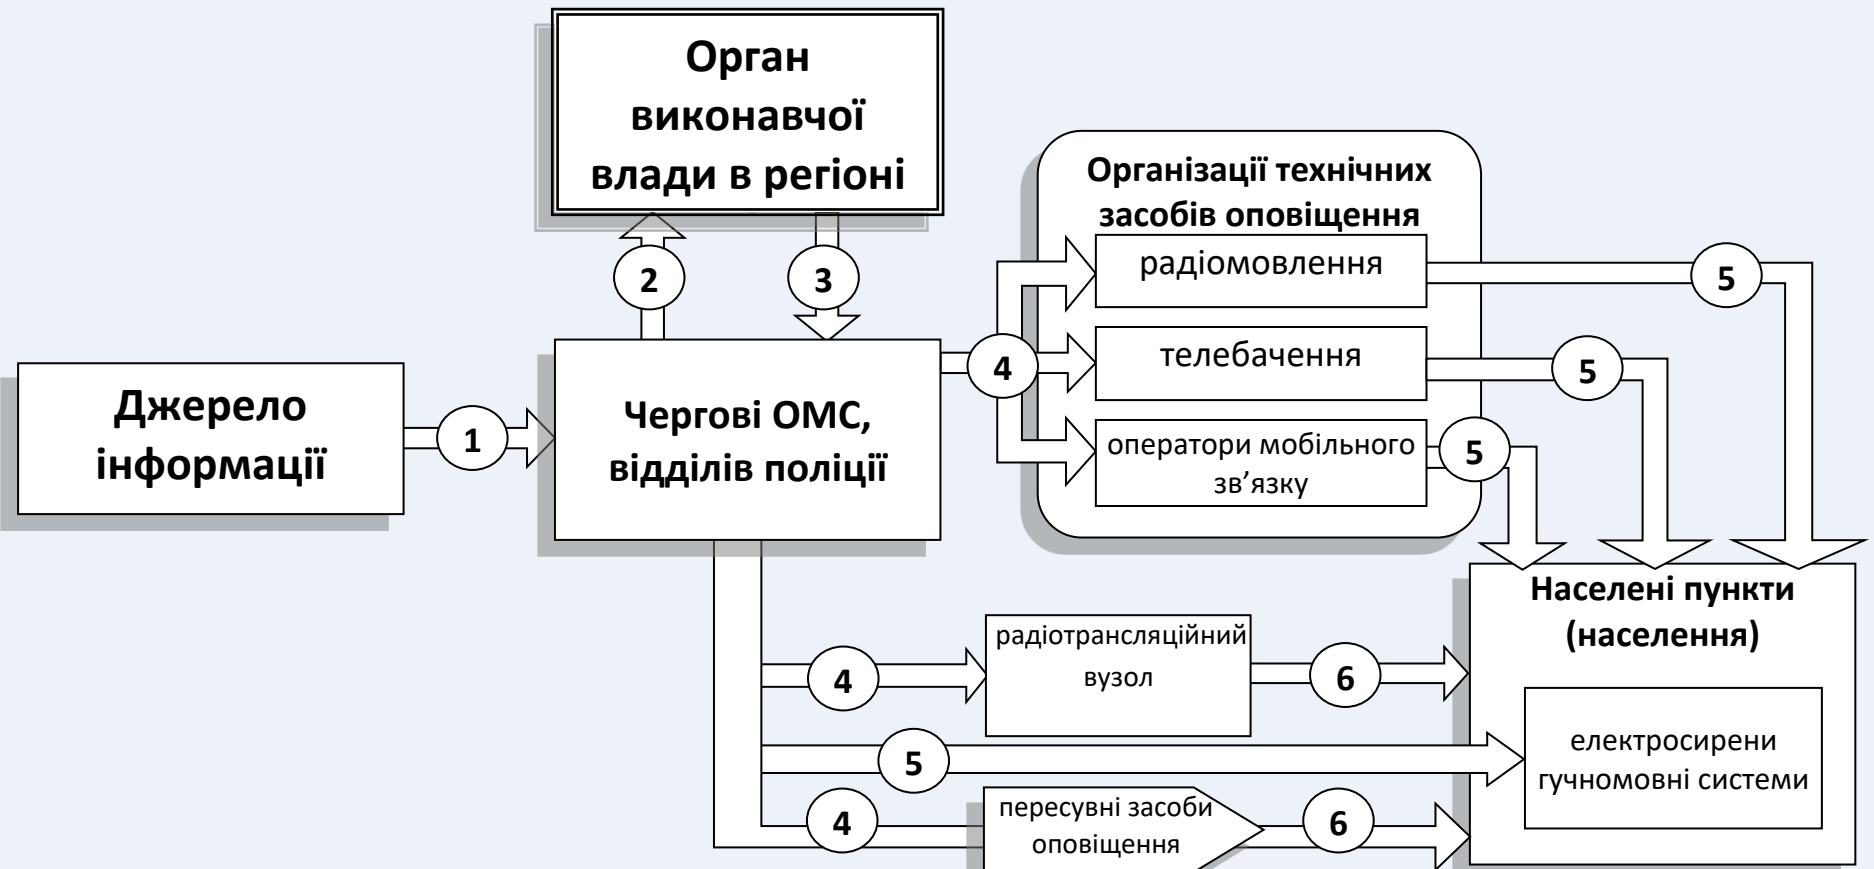 Орган
виконавчої
влади в регіоні
2
3
Джерело
інформації
1
Чергові ОМС,
відділів поліції
4
Організації технічних
засобів оповіщення
радіомовлення
телебачення
оператори мобільного
зв’язку
5
5
5
Населені пункти
(населення)
4
радіотрансляційний
вузол
6
5
електросирени
гучномовні системи
4
пересувні засоби
оповіщення
6